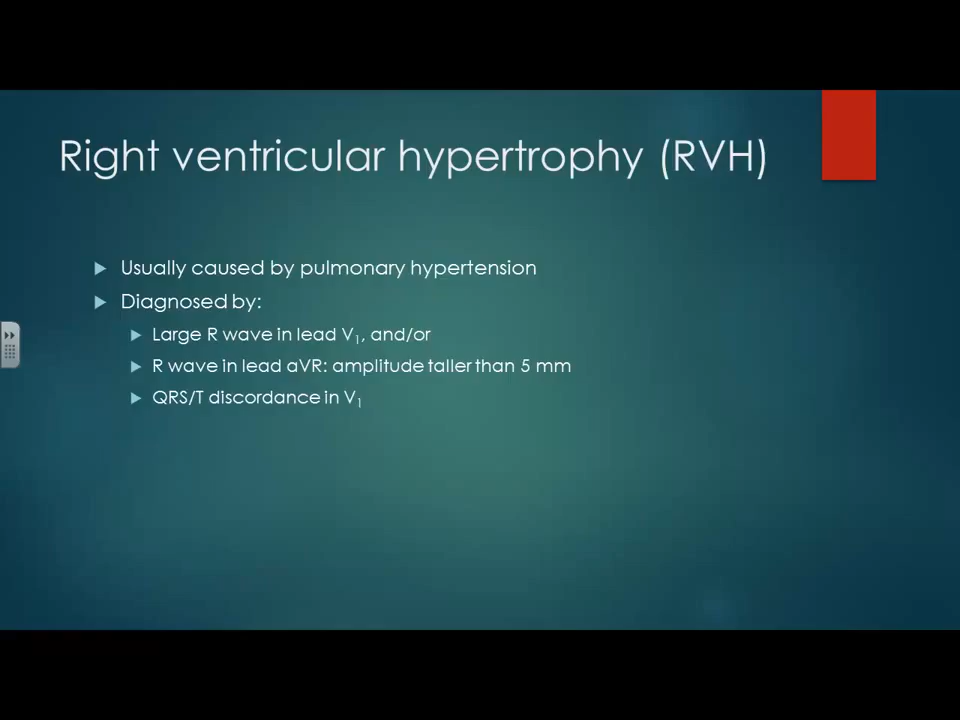 Right ventricular hypertrophy (RVH)
Usually caused by pulmonary hypertension
Diagnosed by:
Large R wave in lead V₁, and/or
R wave in lead aVR: amplitude taller than 5 mm
QRS/T discordance in V₁